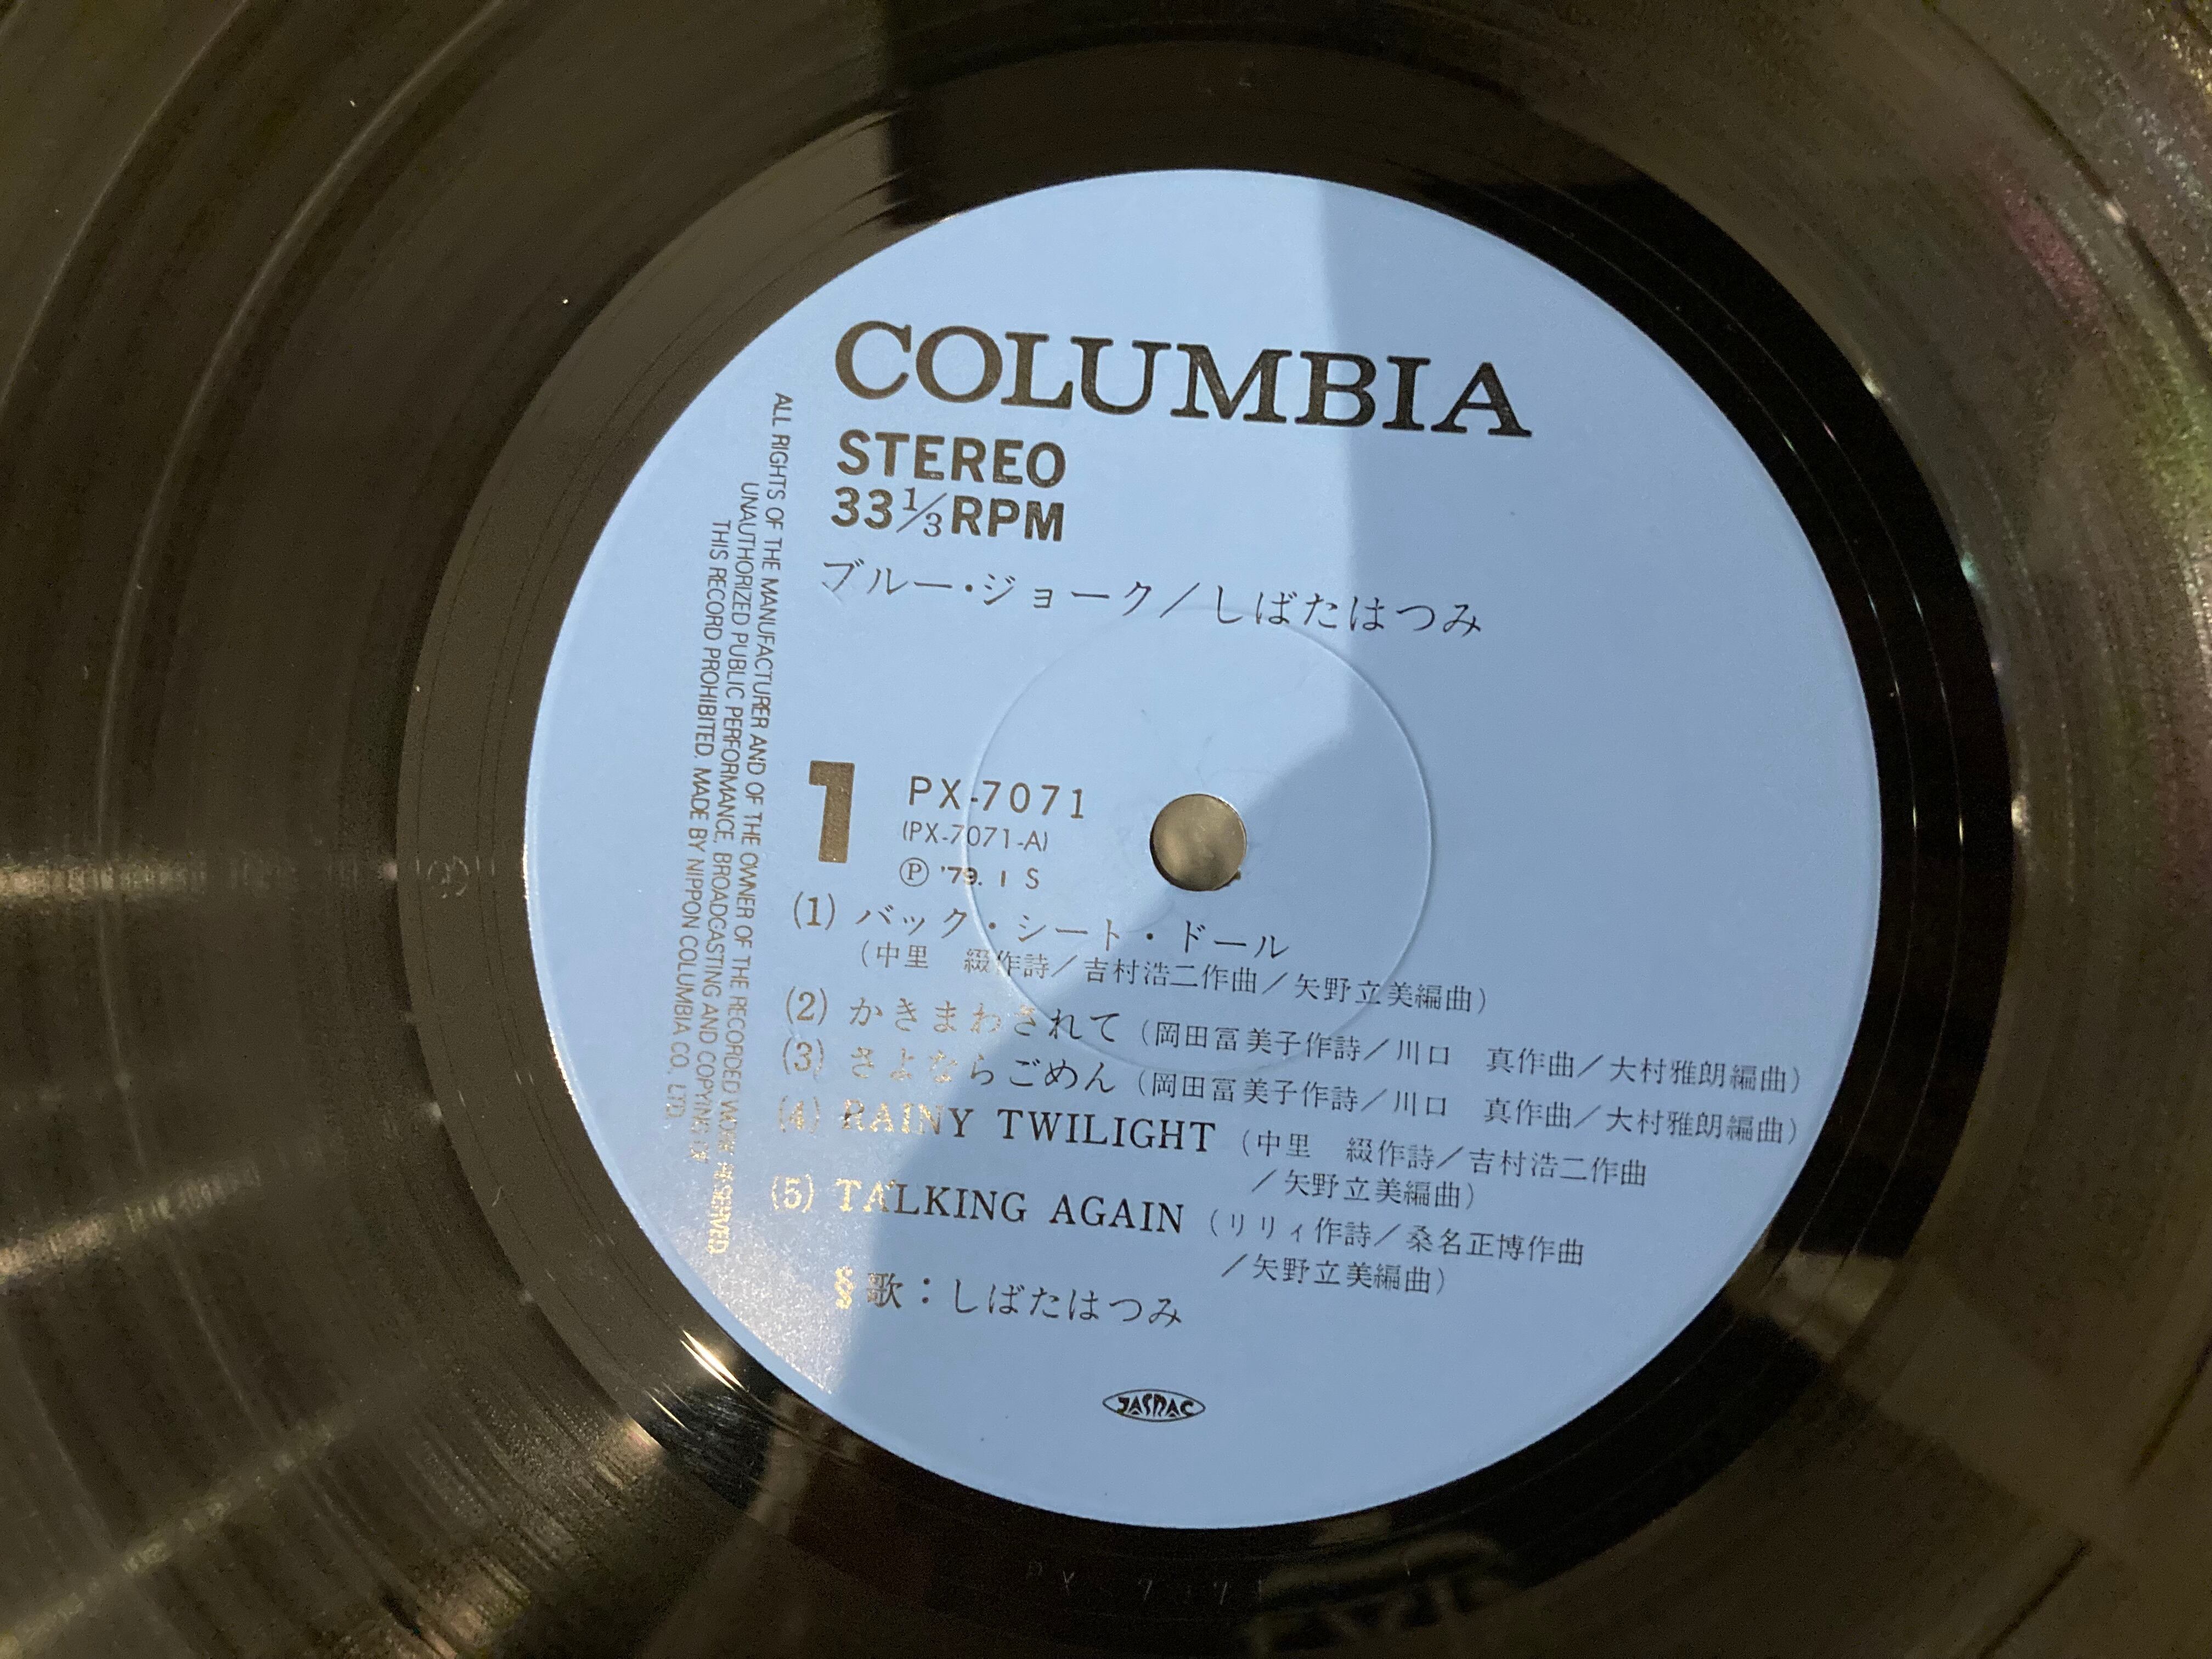 COLUMBIA
STEREO
33⅓RPM
ブルー・ジョーク／しばたはつみ
1
PX-7071
(PX-7071-A)
Ⓟ '79. 1 S
(1) バック・シート・ドール
(中里 綴作詩／吉村浩二作曲／矢野立美編曲)
(2) かきまわされて (岡田冨美子作詩／川口 真作曲／大村雅朗編曲)
(3) さよならごめん (岡田冨美子作詩／川口 真作曲／大村雅朗編曲)
(4) RAINY TWILIGHT (中里 綴作詩／吉村浩二作曲
／矢野立美編曲)
(5) TALKING AGAIN (リリィ作詩／桑名正博作曲
／矢野立美編曲)
§ 歌：しばたはつみ
JASRAC
ALL RIGHTS OF THE MANUFACTURER AND OF THE OWNER OF THE RECORDED WORK RESERVED.
UNAUTHORIZED PUBLIC PERFORMANCE, BROADCASTING AND COPYING OF
THIS RECORD PROHIBITED. MADE BY NIPPON COLUMBIA CO., LTD.